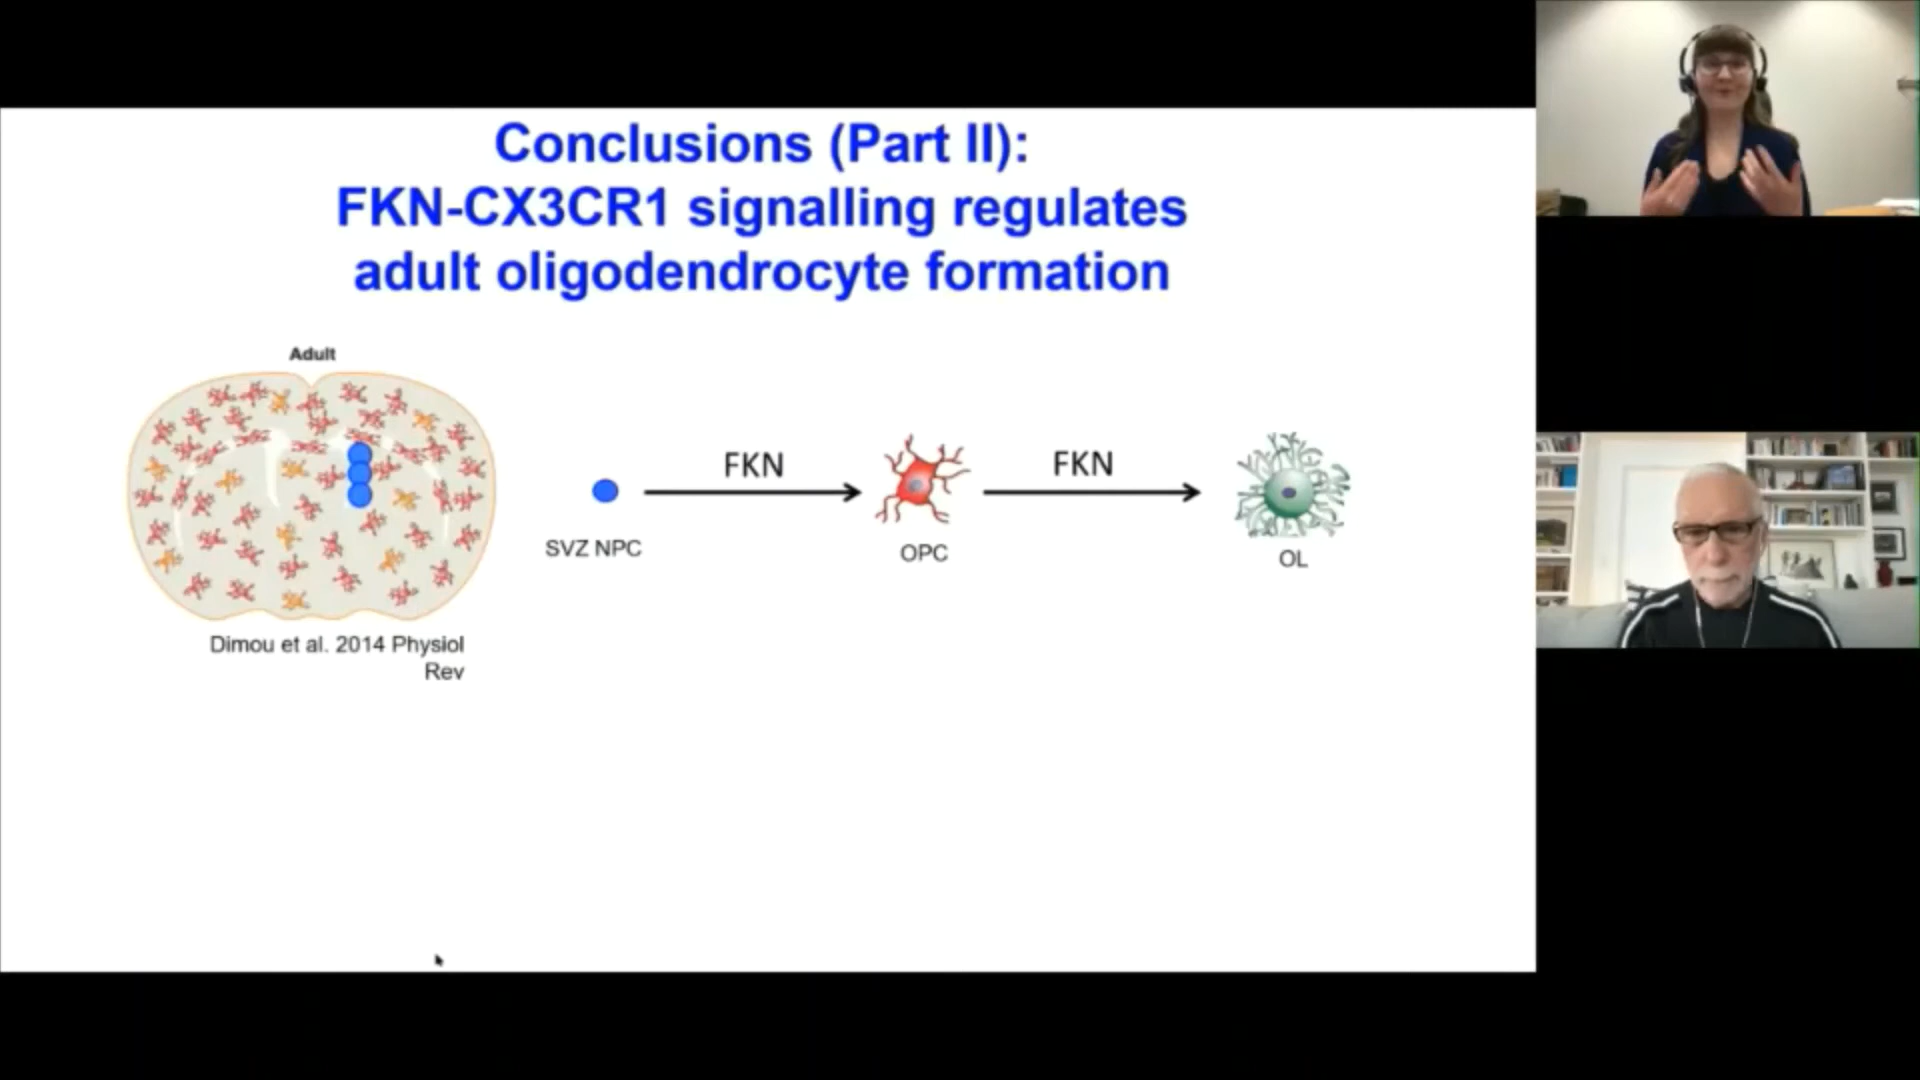 Conclusions (Part II):
FKN-CX3CR1 signalling regulates
adult oligodendrocyte formation
Adult
FKN
FKN
SVZ NPC
OPC
OL
Dimou et al. 2014 Physiol
Rev